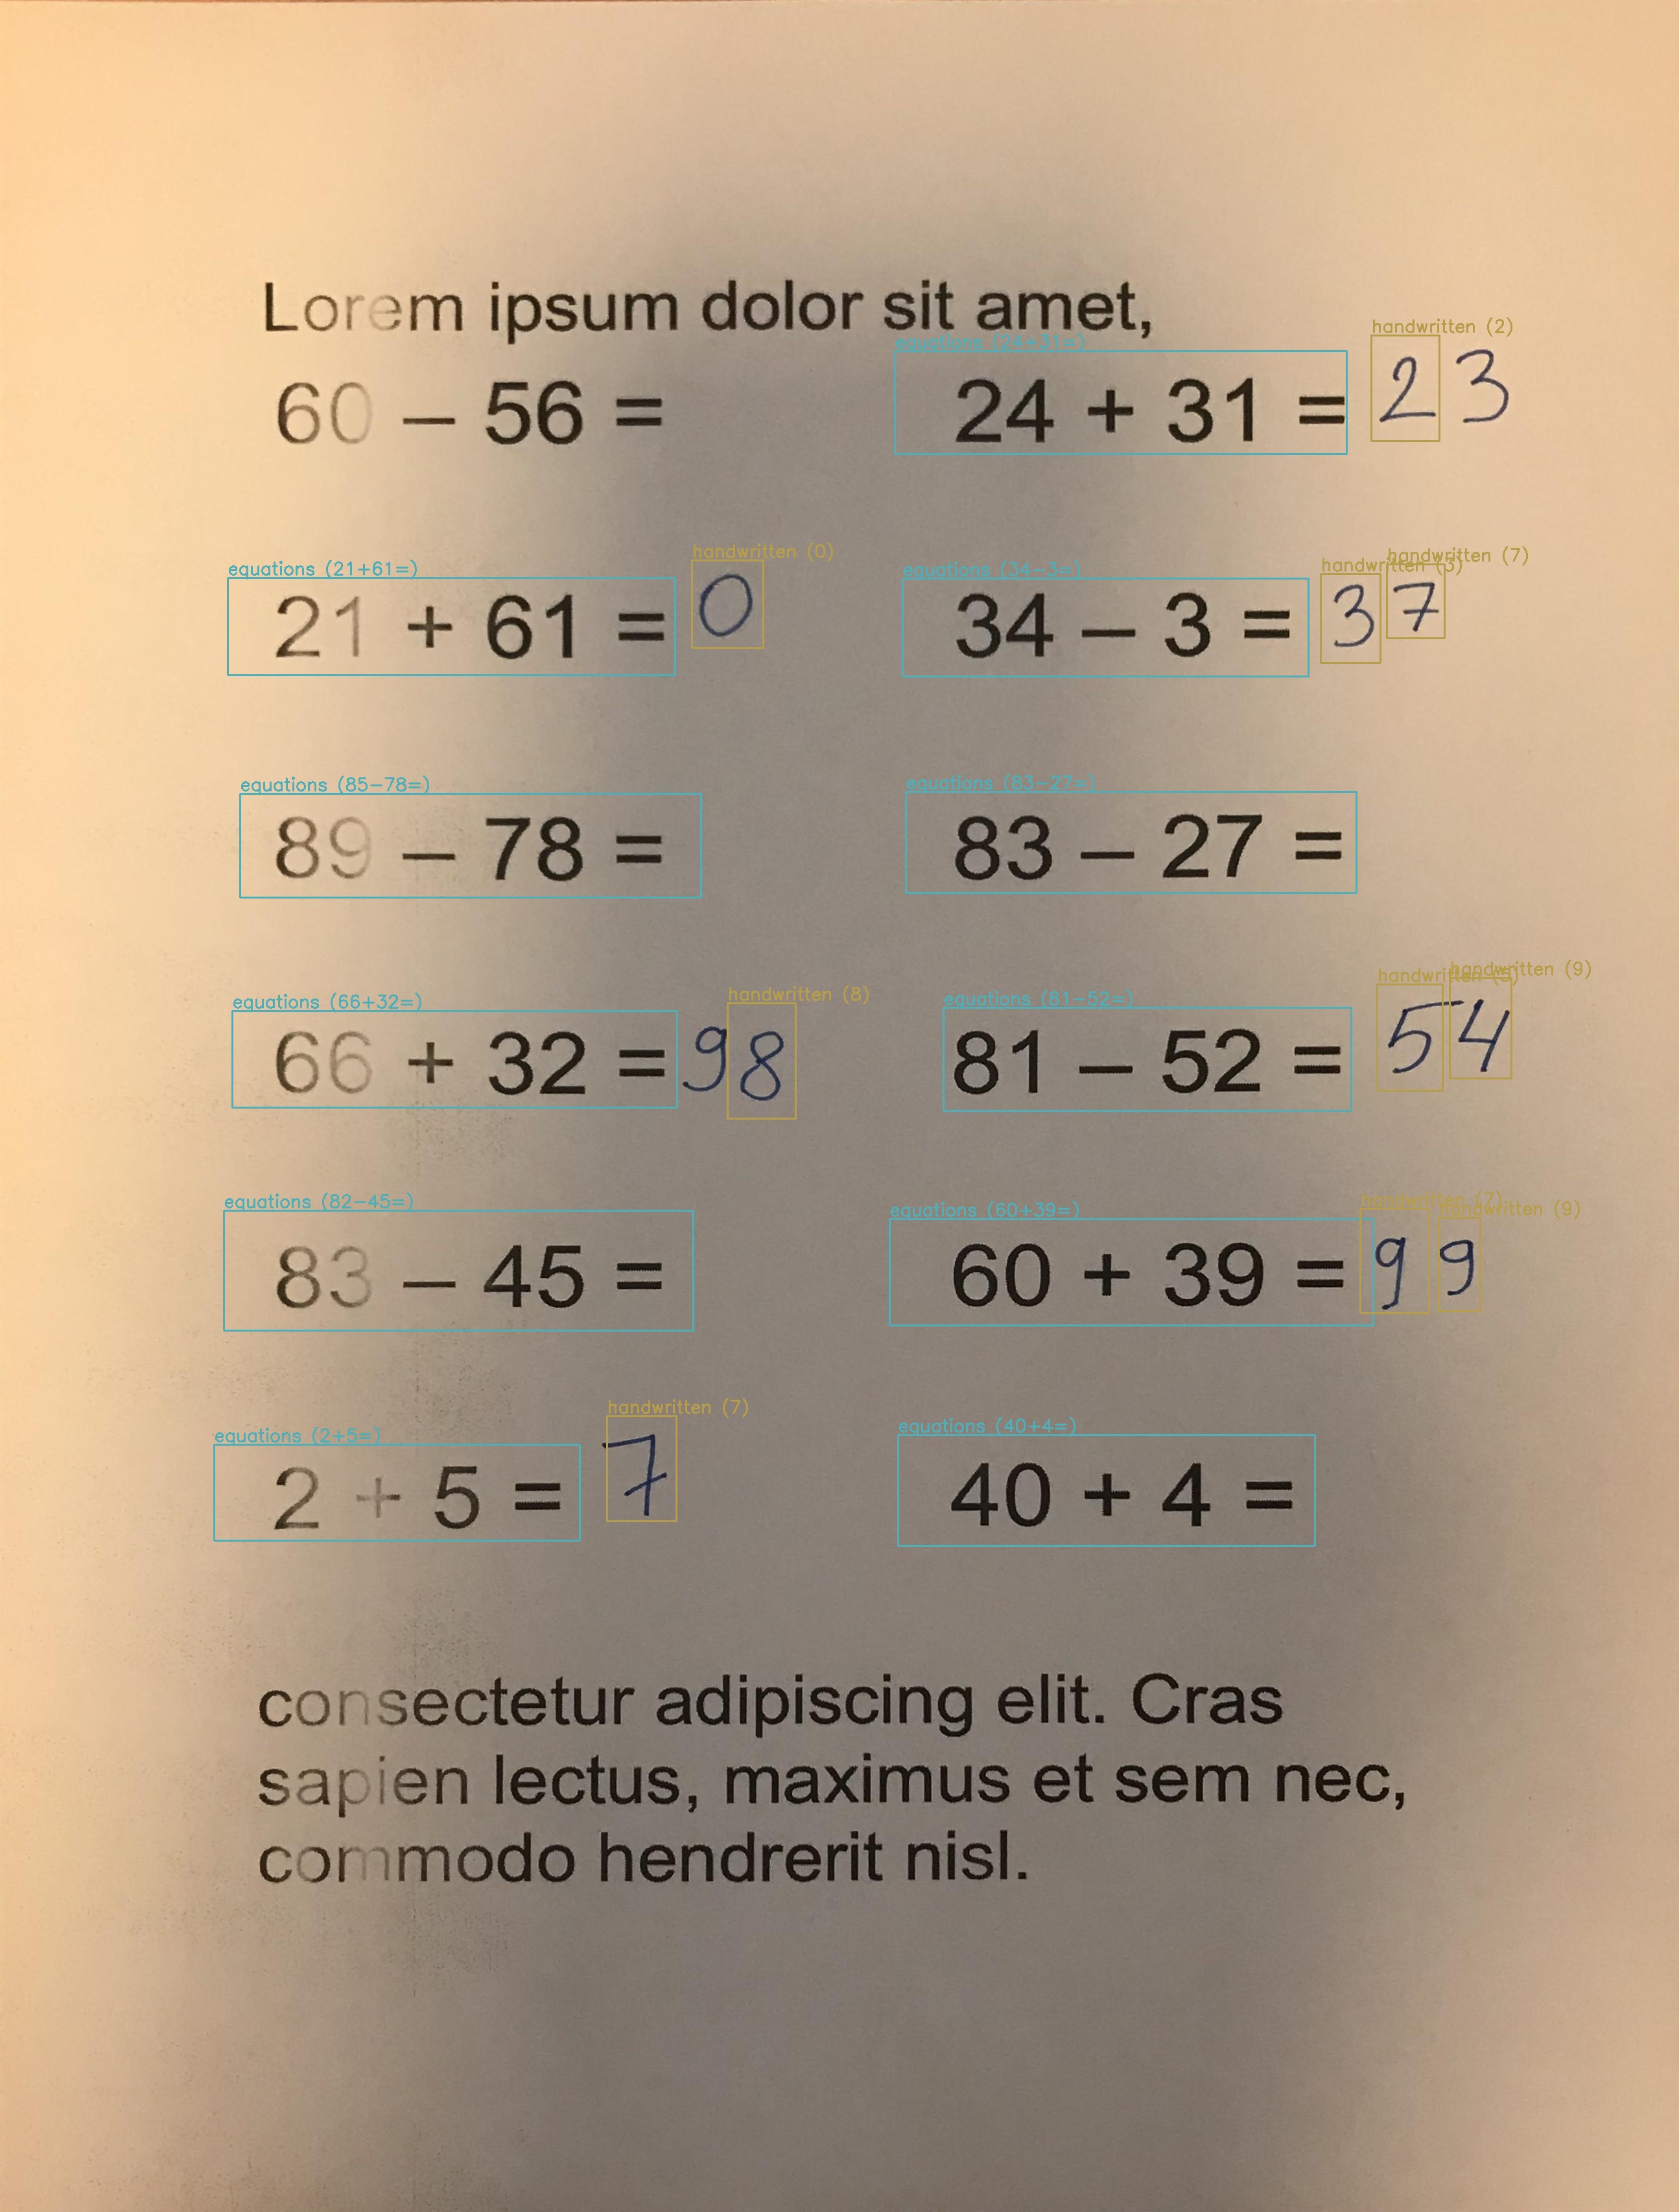 Lorem ipsum dolor sit amet,
equations (24+31=) handwritten (2)
60 – 56 = 24 + 31 = 23
equations (21+61=) handwritten (0) equations (34-3=) handwritten (3) handwritten (7)
21 + 61 = 0 34 – 3 = 37
equations (85-78=) equations (83-27=)
89 – 78 = 83 – 27 =
equations (66+32=) handwritten (8) equations (81-52=) handwritten (5) handwritten (9)
66 + 32 = 98 81 – 52 = 54
equations (82-45=) equations (60+39=) handwritten (7) handwritten (9)
83 – 45 = 60 + 39 = 99
equations (2+5=) handwritten (7) equations (40+4=)
2 + 5 = 7 40 + 4 =
consectetur adipiscing elit. Cras
sapien lectus, maximus et sem nec,
commodo hendrerit nisl.